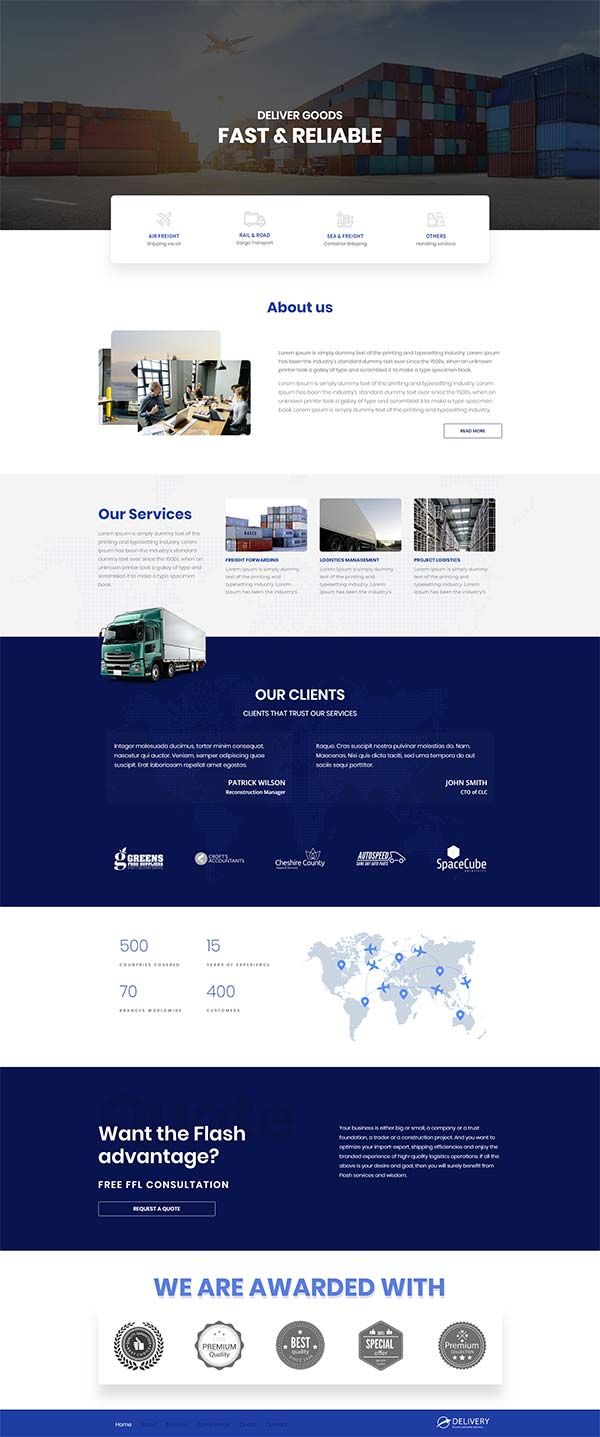 DELIVER GOODS
FAST & RELIABLE
AIR FREIGHT
Shipping via air
RAIL & ROAD
Cargo Transport
SEA & FREIGHT
Container Shipping
OTHERS
Handling services
About us
Lorem Ipsum is simply dummy text of the printing and typesetting industry. Lorem
Ipsum has been the industry's standard dummy text ever since the 1500s, when an unknown
printer took a galley of type and scrambled it to make a type specimen book.
Lorem Ipsum is simply dummy text of the printing and typesetting industry. Lorem
Ipsum has been the industry's standard dummy text ever since the 1500s, when an
unknown printer took a galley of type and scrambled it to make a type specimen
book. Lorem Ipsum is simply dummy text of the printing and typesetting industry.
READ MORE
Our Services
Lorem Ipsum is simply dummy text of
the printing and typesetting industry. Lorem
Ipsum has been the industry's standard
dummy text ever since the 1500s, when an
unknown printer took a galley of type and
scrambled it to make a type specimen
book.
FREIGHT FORWARDING
Lorem Ipsum is simply dummy
text of the printing and
typesetting industry. Lorem
Ipsum has been the industry's
LOGISTICS MANAGEMENT
Lorem Ipsum is simply dummy
text of the printing and
typesetting industry. Lorem
Ipsum has been the industry's
PROJECT LOGISTICS
Lorem Ipsum is simply dummy
text of the printing and
typesetting industry. Lorem
Ipsum has been the industry's
OUR CLIENTS
CLIENTS THAT TRUST OUR SERVICES
Integer malesuada ducimus, tortor minim consequat,
nascetur qui auctor. Veniam, semper adipiscing quae
suscipit. Erat laboriosam repellat amet egestas.
PATRICK WILSON
Reconstruction Manager
Itaque. Cras suscipit nostra pulvinar molestias do. Nam.
Maecenas. Nisi quis dicta taciti, sed urna tempora do aut
sociis sequi porttitor.
JOHN SMITH
CTO of CLC
GREENS
FOOD SUPPLIERS
CROFTS
ACCOUNTANTS
Cheshire County
Hygiene Services
AUTOSPEED
SAME DAY AUTO PARTS
SpaceCube
ARCHITECTS
500
COUNTRIES COVERED
15
YEARS OF EXPERIENCE
70
BRANCES WORLDWIDE
400
CUSTOMERS
Quote
Want the Flash
advantage?
FREE FFL CONSULTATION
REQUEST A QUOTE
Your business is either big or small, a company or a trust
foundation, a trader or a construction project. And you want to
optimize your import-export, shipping efficiencies and enjoy the
branded experience of high-quality logistics operations. If all the
above is your desire and goal, then you will surely benefit from
Flash services and wisdom.
WE ARE AWARDED WITH
PREMIUM
Quality
BEST
quality
SPECIAL
offer
Premium
COLLECTION
Home About Services Quote Contact
DELIVERY